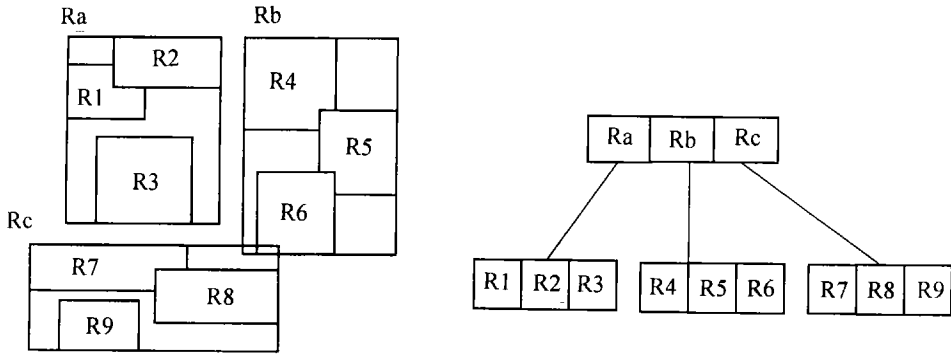 Ra
Rb
R2
R1
R4
R5
R3
R6
Rc
R7
R8
R9
Ra Rb Rc
R1 R2 R3 R4 R5 R6 R7 R8 R9